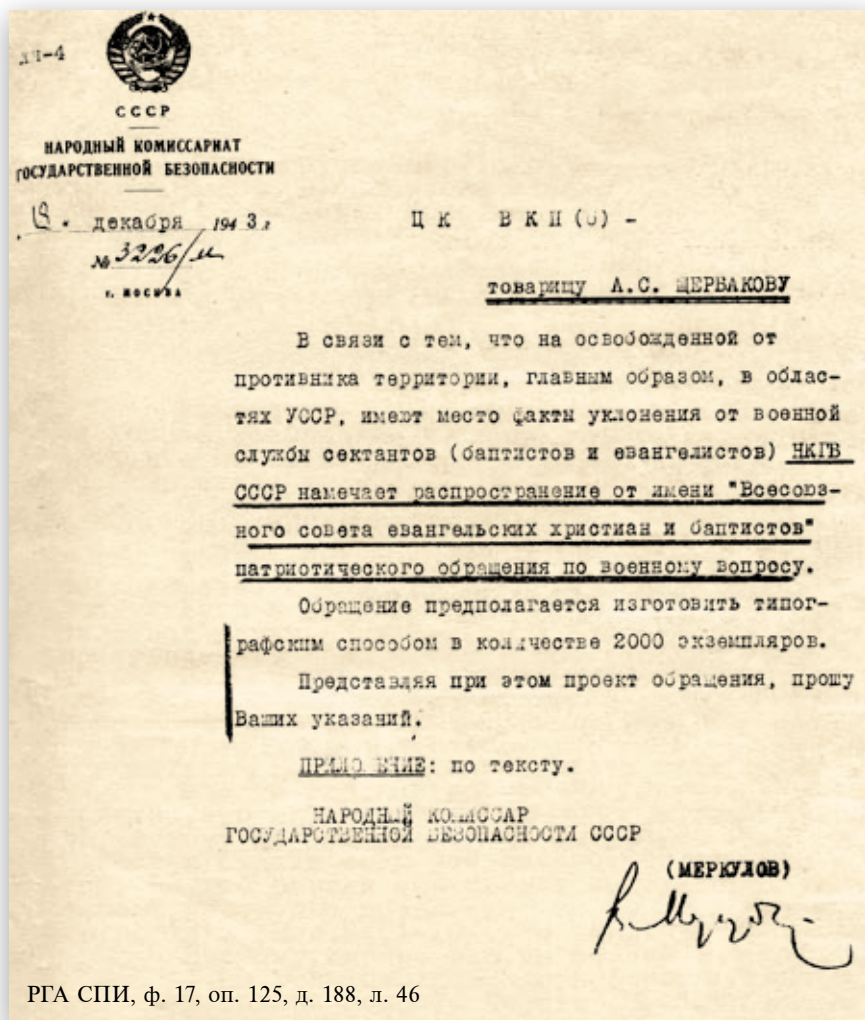 СССР
НАРОДНЫЙ КОМИССАРИАТ
ГОСУДАРСТВЕННОЙ БЕЗОПАСНОСТИ
декабря 1943 г
№ 3226/м
г. МОСКВА
ЦК ВКП(б) -
товарищу А.С. ЩЕРБАКОВУ
В связи с тем, что на освобожденной от
противника территории, главным образом, в облас-
тях УССР, имеют место факты уклонения от военной
службы сектантов (баптистов и евангелистов) НКГБ
СССР намечает распространение от имени "Всесоюз-
ного совета евангельских христиан и баптистов"
патриотического обращения по военному вопросу.
Обращение предполагается изготовить типог-
рафским способом в количестве 2000 экземпляров.
Представляя при этом проект обращения, прошу
Ваших указаний.
ПРИЛОЖЕНИЕ: по тексту.
НАРОДНЫЙ КОМИССАР
ГОСУДАРСТВЕННОЙ БЕЗОПАСНОСТИ СССР
(МЕРКУЛОВ)
РГА СПИ, ф. 17, оп. 125, д. 188, л. 46